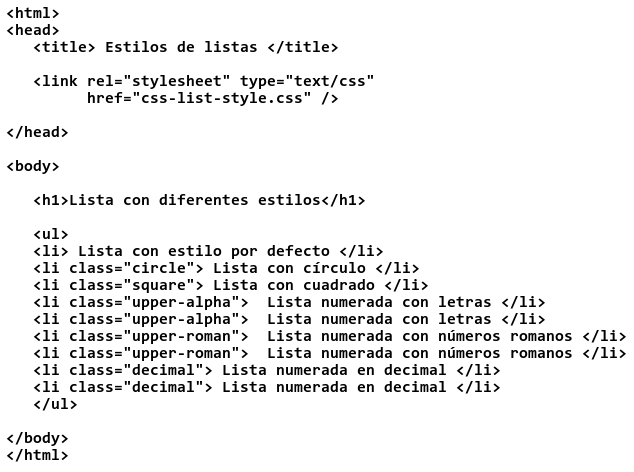 <html>
<head>
   <title> Estilos de listas </title>

   <link rel="stylesheet" type="text/css"
         href="css-list-style.css" />

</head>

<body>

   <h1>Lista con diferentes estilos</h1>

   <ul>
   <li> Lista con estilo por defecto </li>
   <li class="circle"> Lista con círculo </li>
   <li class="square"> Lista con cuadrado </li>
   <li class="upper-alpha">  Lista numerada con letras </li>
   <li class="upper-alpha">  Lista numerada con letras </li>
   <li class="upper-roman">  Lista numerada con números romanos </li>
   <li class="upper-roman">  Lista numerada con números romanos </li>
   <li class="decimal"> Lista numerada en decimal </li>
   <li class="decimal"> Lista numerada en decimal </li>
   </ul>

</body>
</html>